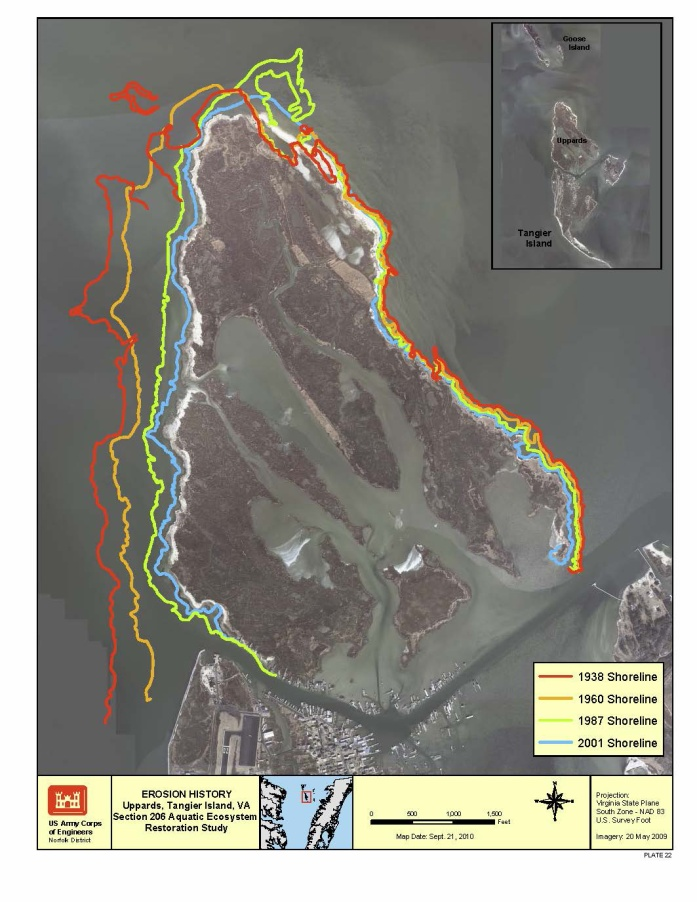 Goose
Island
Uppards
Tangier
Island
1938 Shoreline
1960 Shoreline
1987 Shoreline
2001 Shoreline
US Army Corps
of Engineers
Norfolk District
EROSION HISTORY
Uppards, Tangier Island, VA
Section 206 Aquatic Ecosystem
Restoration Study
0 500 1,000 1,500
Feet
Map Date: Sept. 21, 2010
Projection:
Virginia State Plane
South Zone - NAD 83
U.S. Survey Foot
Imagery: 20 May 2009
PLATE 22